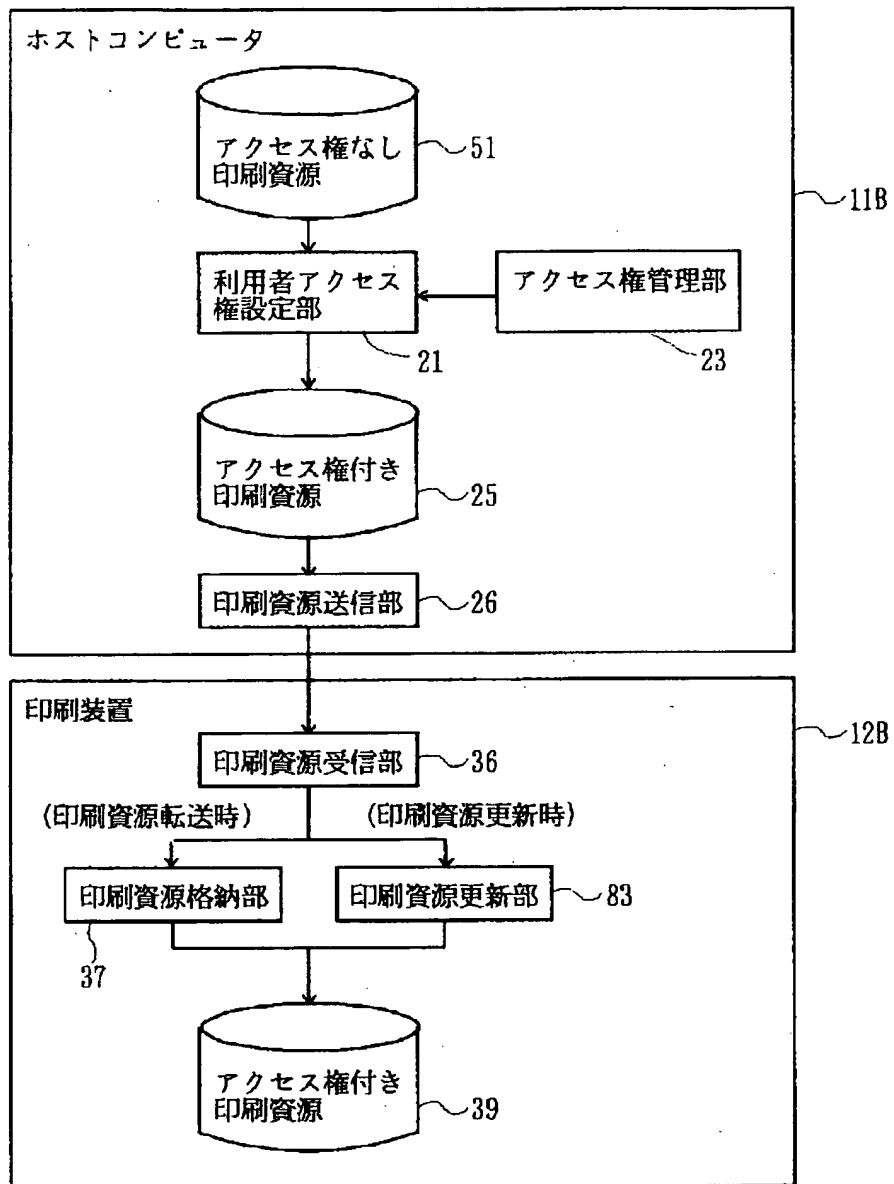 ホストコンピュータ
アクセス権なし
印刷資源
51
11B
利用者アクセス
権設定部
アクセス権管理部
21
23
アクセス権付き
印刷資源
25
印刷資源送信部
26
印刷装置
12B
印刷資源受信部
36
(印刷資源転送時)
(印刷資源更新時)
印刷資源格納部
印刷資源更新部
83
37
アクセス権付き
印刷資源
39